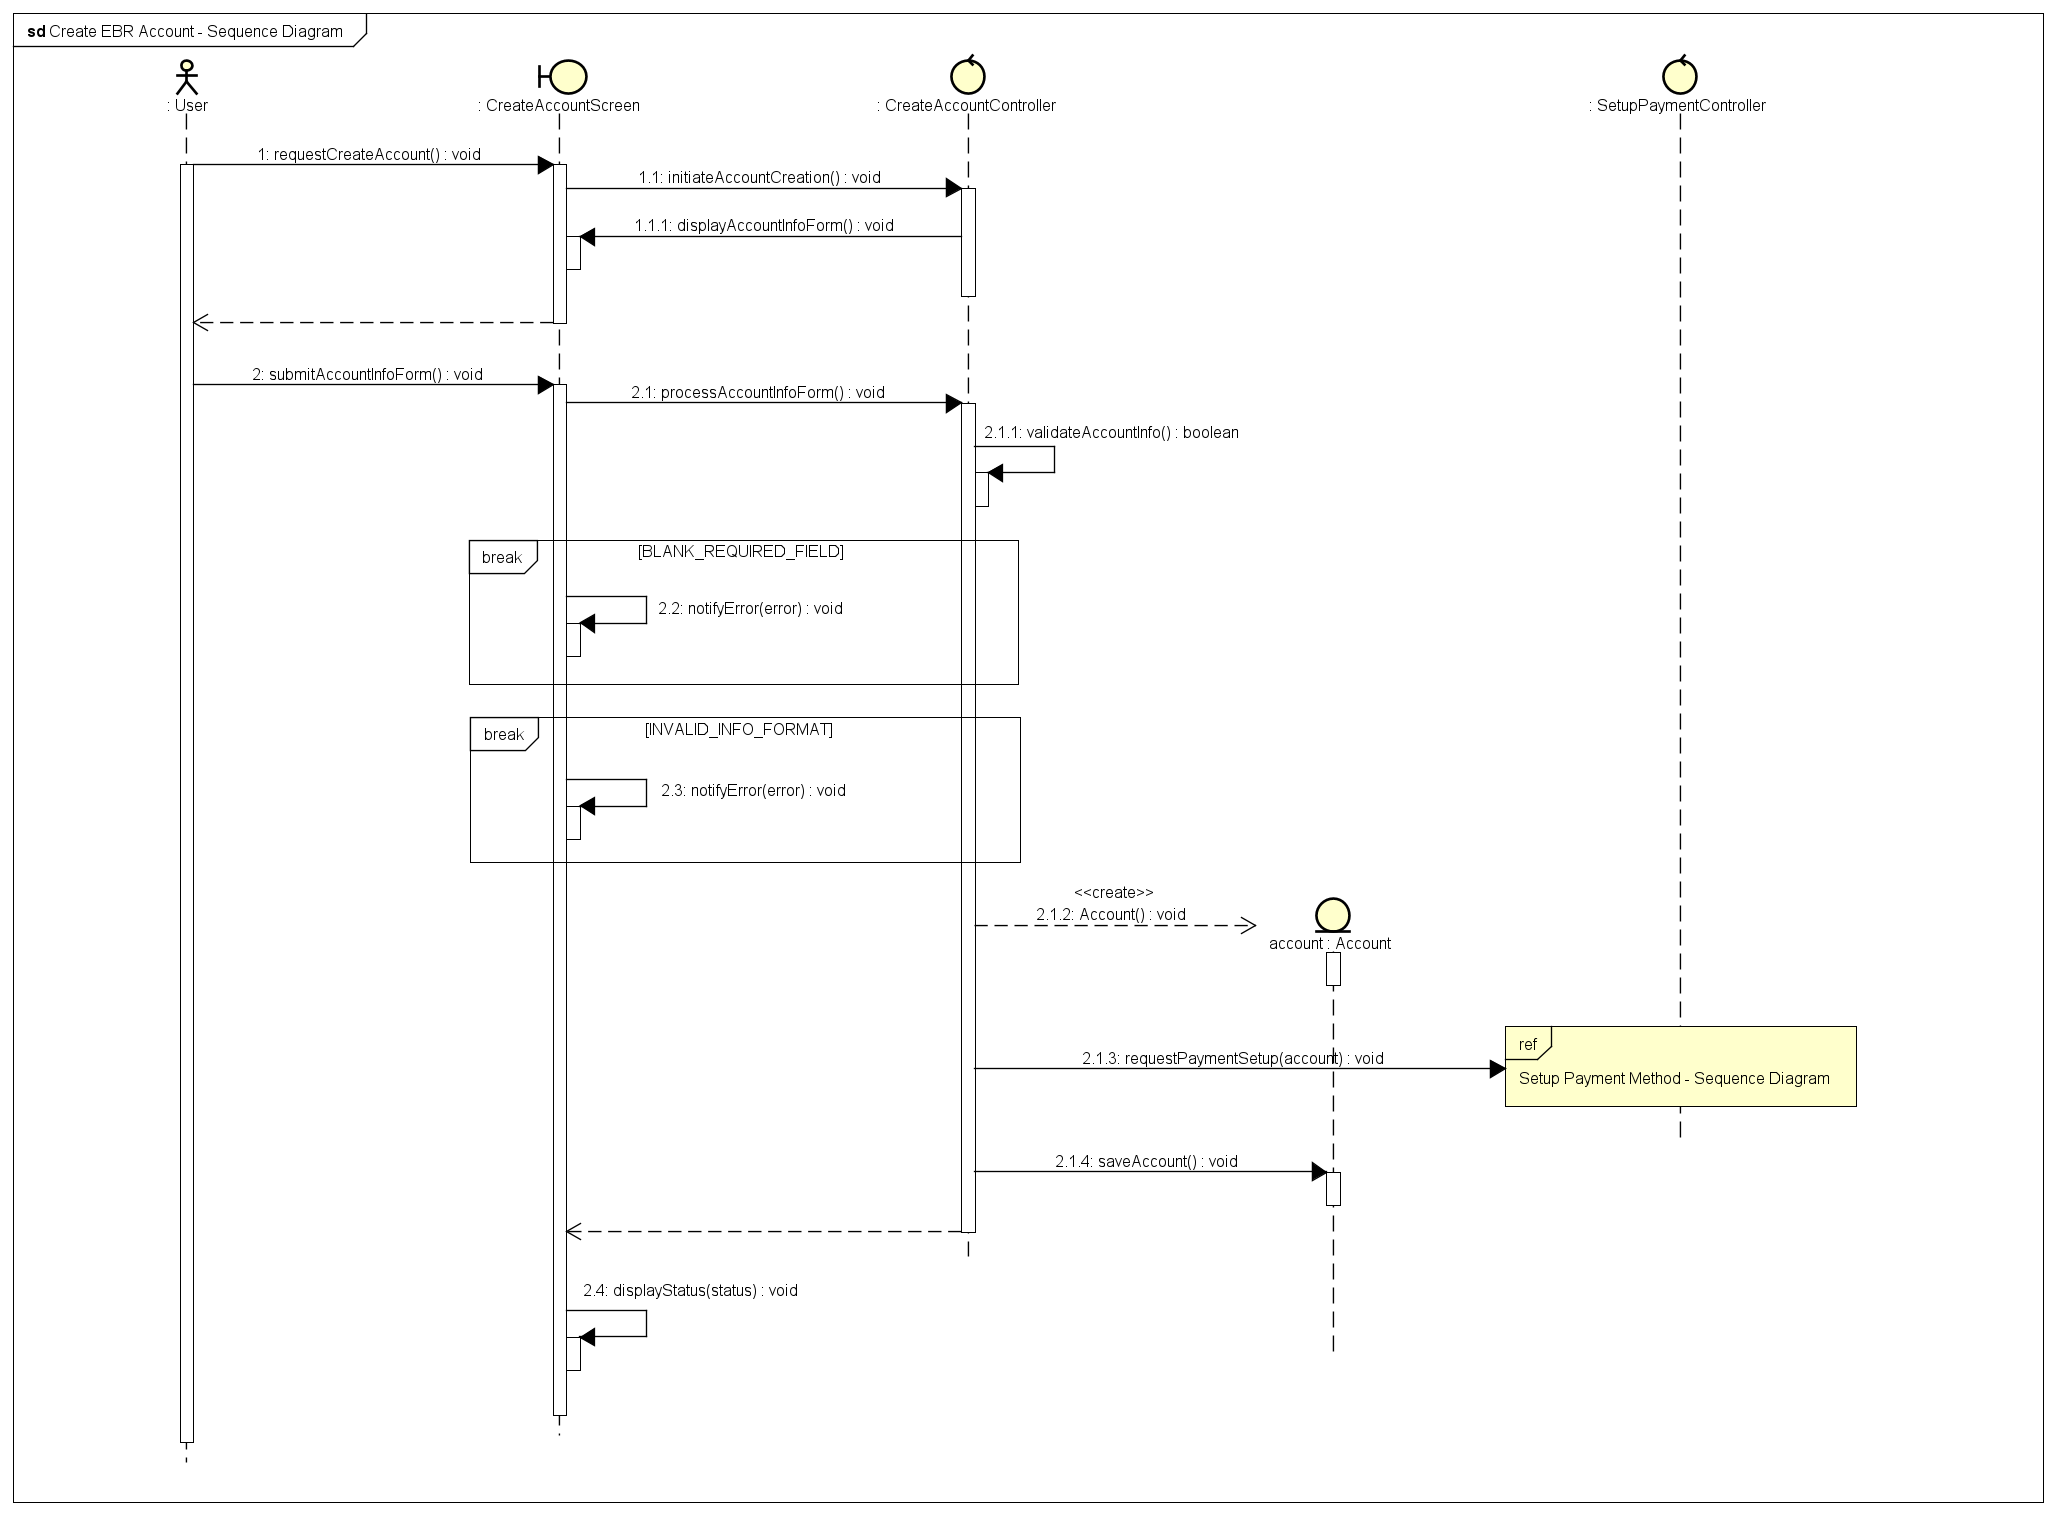 sd Create EBR Account - Sequence Diagram
: User
: CreateAccountScreen
: CreateAccountController
: SetupPaymentController
1: requestCreateAccount() : void
1.1: initiateAccountCreation() : void
1.1.1: displayAccountInfoForm() : void
2: submitAccountInfoForm() : void
2.1: processAccountInfoForm() : void
2.1.1: validateAccountInfo() : boolean
break
[BLANK_REQUIRED_FIELD]
2.2: notifyError(error) : void
break
[INVALID_INFO_FORMAT]
2.3: notifyError(error) : void
<<create>>
2.1.2: Account() : void
account : Account
ref
2.1.3: requestPaymentSetup(account) : void
Setup Payment Method - Sequence Diagram
2.1.4: saveAccount() : void
2.4: displayStatus(status) : void